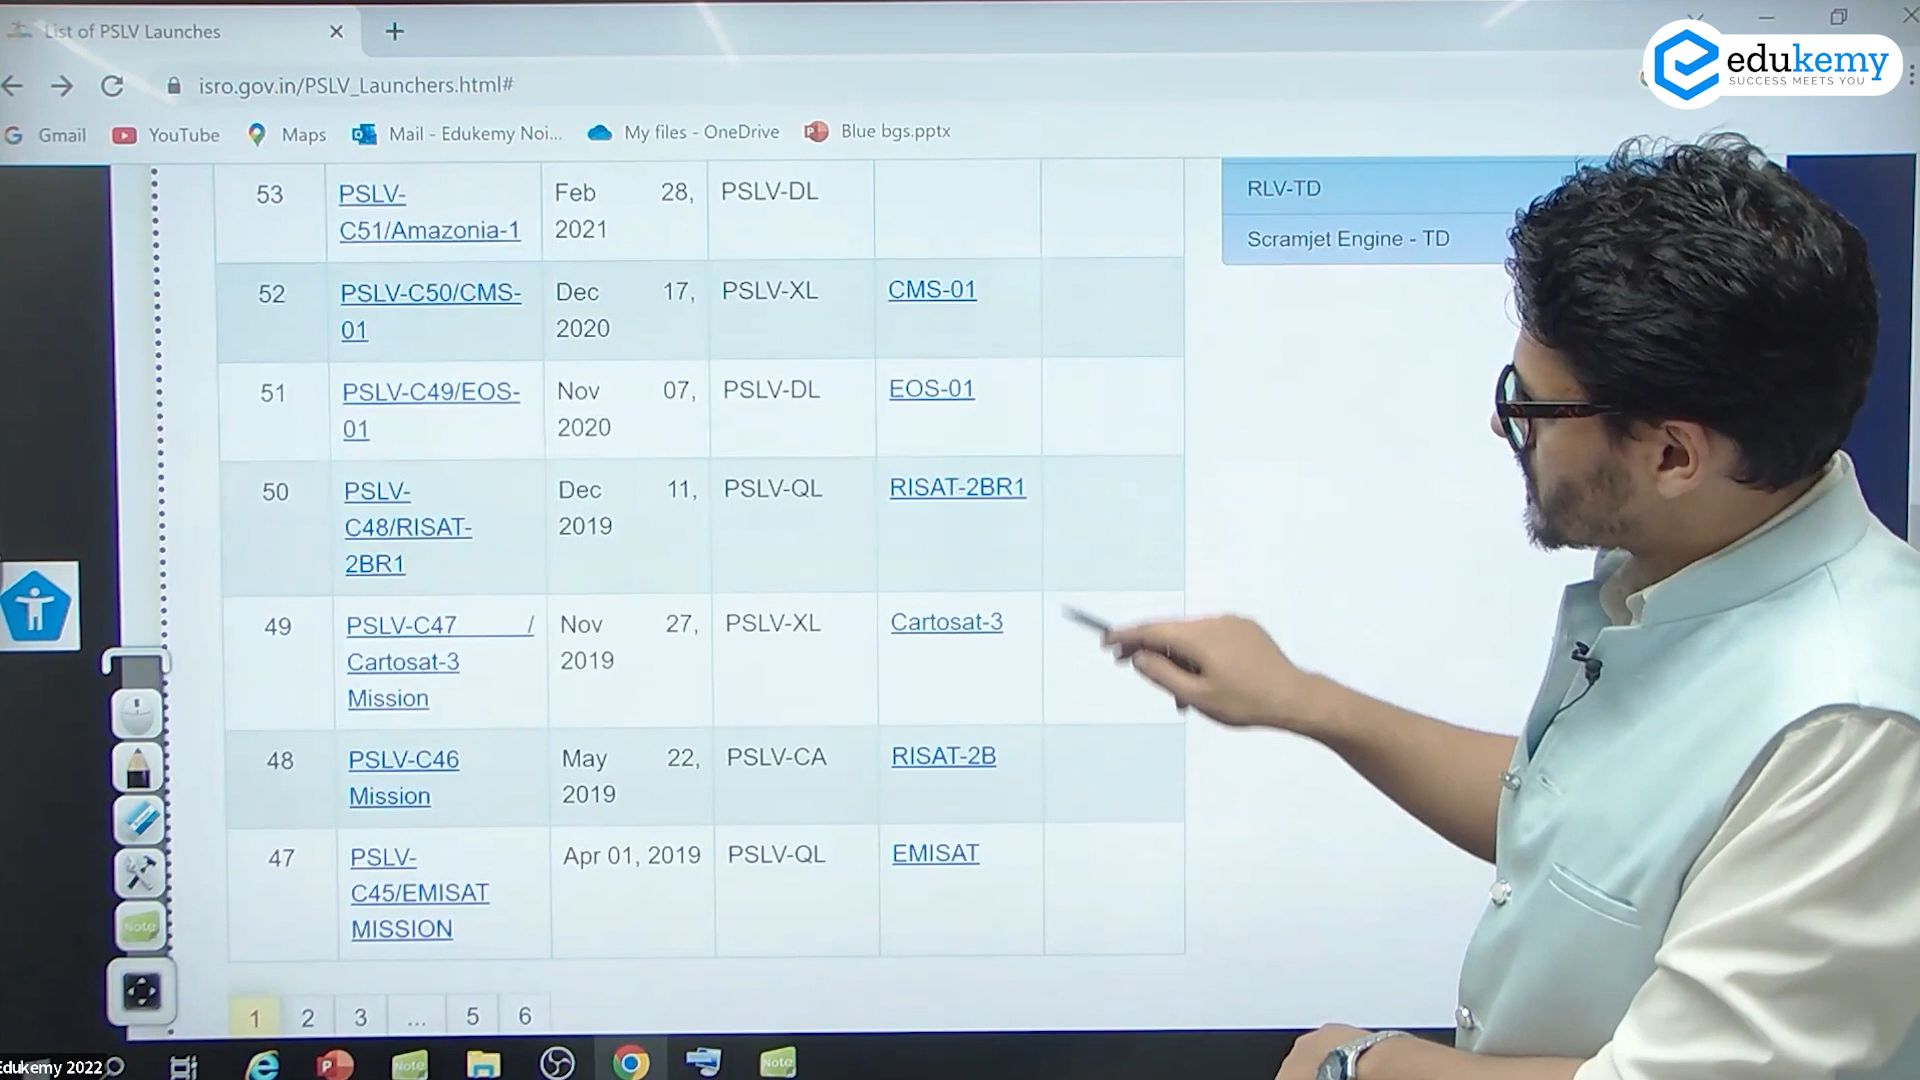 List of PSLV Launches
isro.gov.in/PSLV_Launchers.html#
Gmail YouTube Maps Mail - Edukemy Noi... My files - OneDrive Blue bgs.pptx
edukemy
SUCCESS MEETS YOU
53 PSLV- Feb 28, PSLV-DL
C51/Amazonia-1 2021
52 PSLV-C50/CMS- Dec 17, PSLV-XL CMS-01
01 2020
51 PSLV-C49/EOS- Nov 07, PSLV-DL EOS-01
01 2020
50 PSLV- Dec 11, PSLV-QL RISAT-2BR1
C48/RISAT- 2019
2BR1
49 PSLV-C47 / Nov 27, PSLV-XL Cartosat-3
Cartosat-3 2019
Mission
48 PSLV-C46 May 22, PSLV-CA RISAT-2B
Mission 2019
47 PSLV- Apr 01, 2019 PSLV-QL EMISAT
C45/EMISAT
MISSION
1 2 3 ... 5 6
RLV-TD
Scramjet Engine - TD
Note
Edukemy 2022
Note
Note